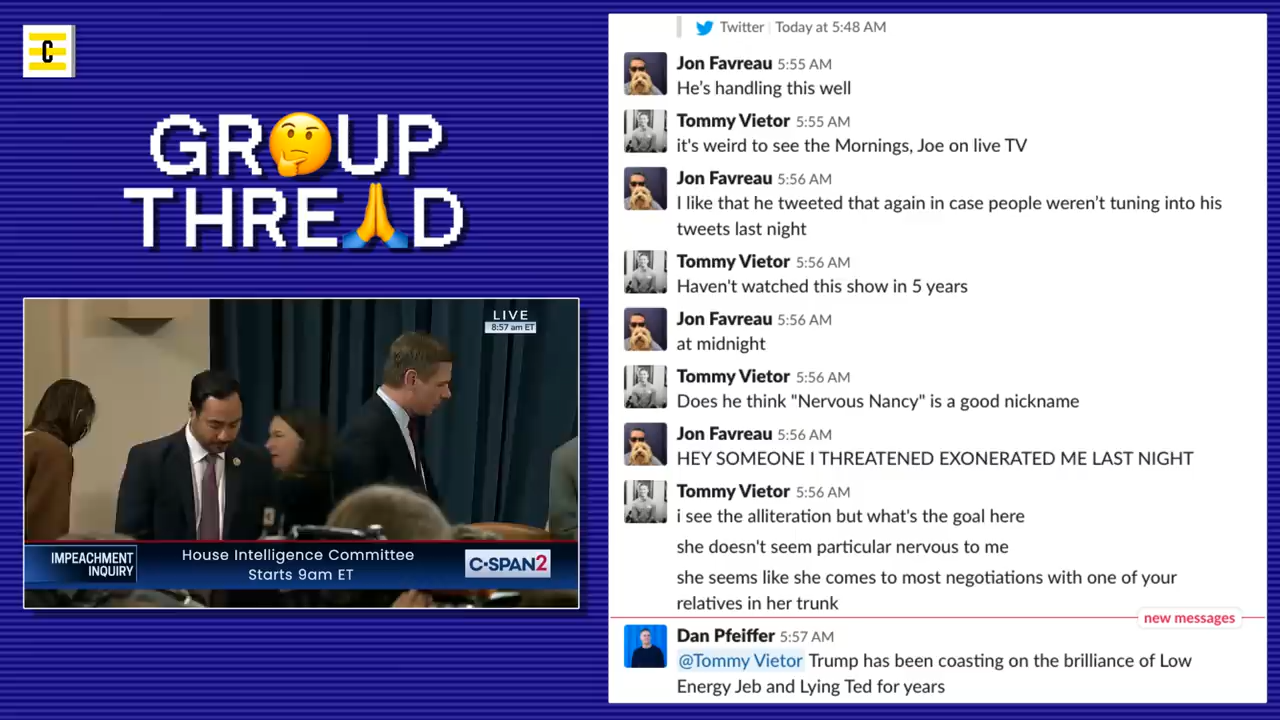 C
GR🤔UP
THRE🙏D
LIVE
8:57 am ET
IMPEACHMENT
INQUIRY
House Intelligence Committee
Starts 9am ET
C-SPAN2
Twitter | Today at 5:48 AM
Jon Favreau 5:55 AM
He's handling this well
Tommy Vietor 5:55 AM
it's weird to see the Mornings, Joe on live TV
Jon Favreau 5:56 AM
I like that he tweeted that again in case people weren't tuning into his
tweets last night
Tommy Vietor 5:56 AM
Haven't watched this show in 5 years
Jon Favreau 5:56 AM
at midnight
Tommy Vietor 5:56 AM
Does he think "Nervous Nancy" is a good nickname
Jon Favreau 5:56 AM
HEY SOMEONE I THREATENED EXONERATED ME LAST NIGHT
Tommy Vietor 5:56 AM
i see the alliteration but what's the goal here
she doesn't seem particular nervous to me
she seems like she comes to most negotiations with one of your
relatives in her trunk
new messages
Dan Pfeiffer 5:57 AM
@Tommy Vietor Trump has been coasting on the brilliance of Low
Energy Jeb and Lying Ted for years